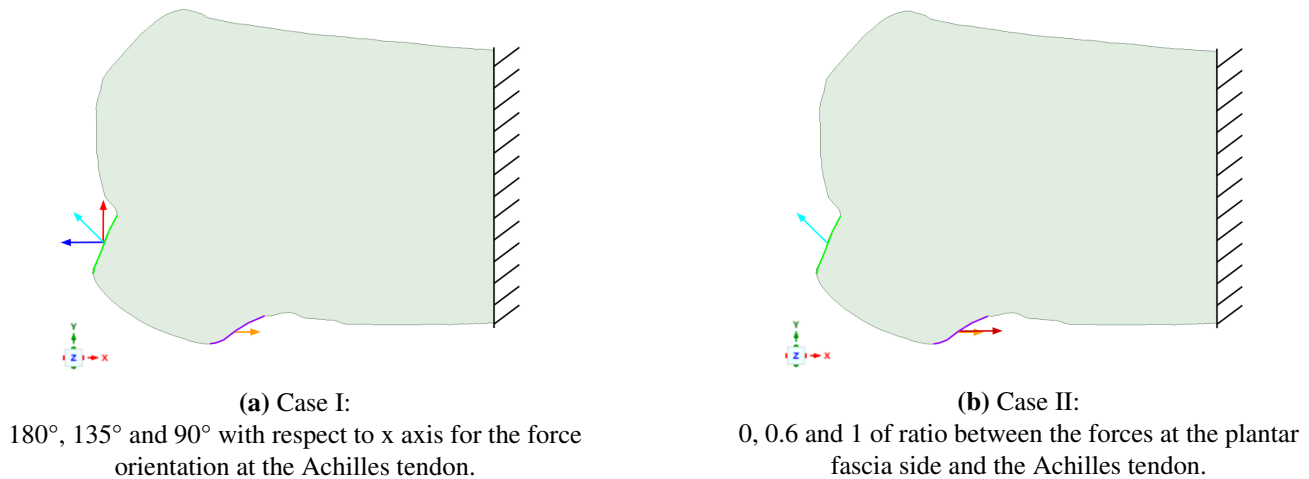 Y
Z
X
Y
Z
X
(a) Case I:
180°, 135° and 90° with respect to x axis for the force
orientation at the Achilles tendon.
(b) Case II:
0, 0.6 and 1 of ratio between the forces at the plantar
fascia side and the Achilles tendon.